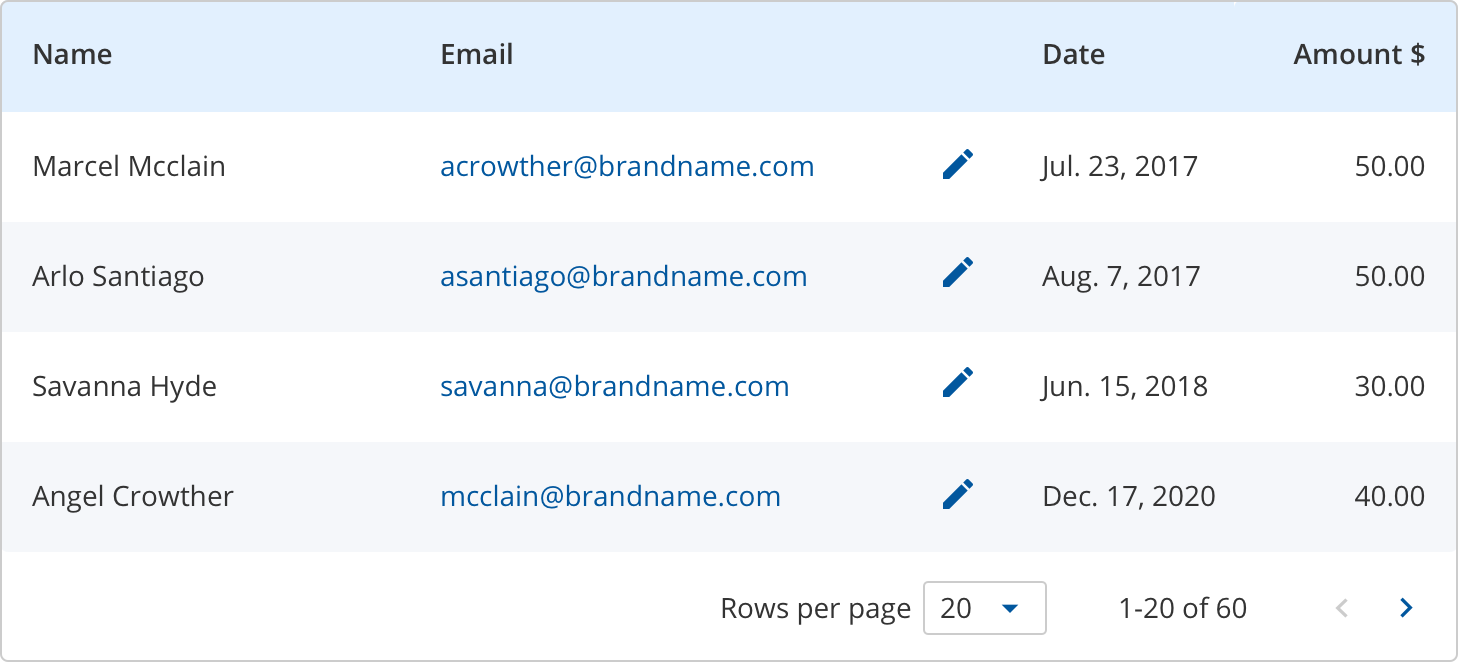 Name Email Date Amount $
Marcel Mcclain acrowther@brandname.com Jul. 23, 2017 50.00
Arlo Santiago asantiago@brandname.com Aug. 7, 2017 50.00
Savanna Hyde savanna@brandname.com Jun. 15, 2018 30.00
Angel Crowther mcclain@brandname.com Dec. 17, 2020 40.00
Rows per page 20 1-20 of 60